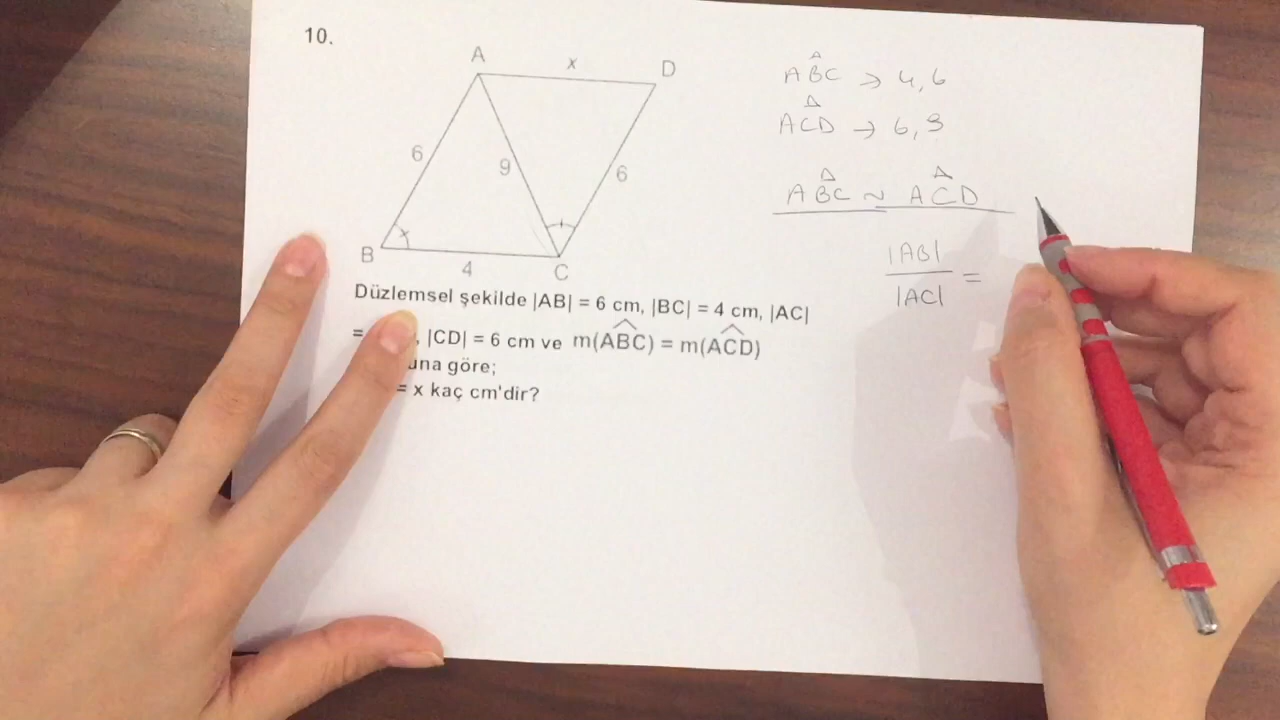 10.
A
x
D
6
9
6
B
x
4
C
Düzlemsel şekilde |AB| = 6 cm, |BC| = 4 cm, |AC|
= , |CD| = 6 cm ve m(ABC) = m(ACD)
una göre;
= x kaç cm'dir?
ABC → 4,6
ACD → 6,9
ABC ~ ACD
|AB|
|AC| =